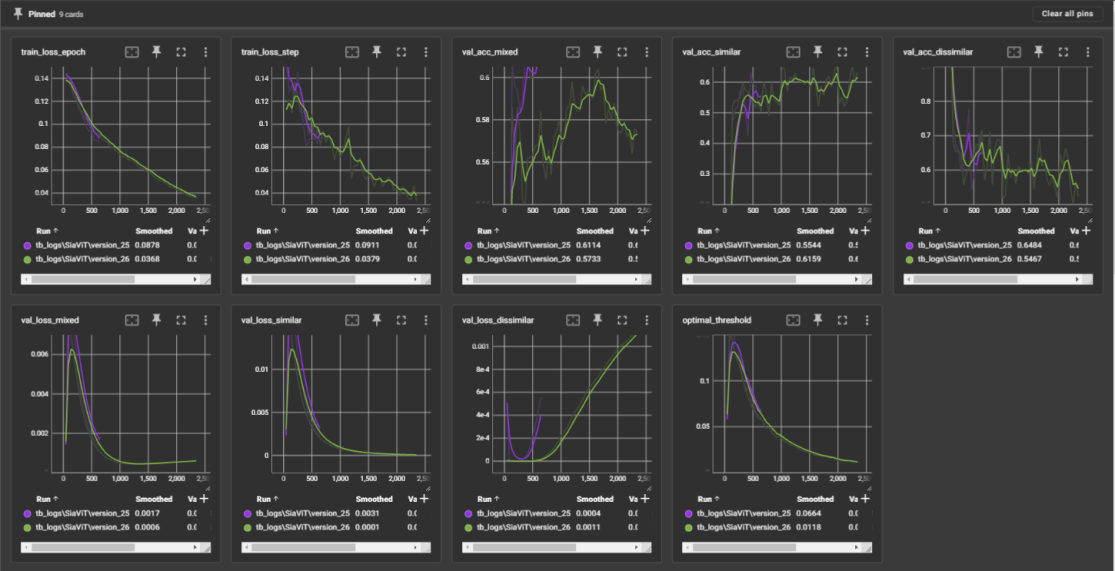 Pinned 9 cards
Clear all pins
train_loss_epoch
0.14
0.12
0.1
0.08
0.06
0.04
0 500 1,000 1,500 2,000 2,5
Run ↑ Smoothed Va
tb_logs\SiaViT\version_25 0.0878 0.0
tb_logs\SiaViT\version_26 0.0368 0.0
train_loss_step
0.14
0.12
0.1
0.08
0.06
0.04
0 500 1,000 1,500 2,000 2,5
Run ↑ Smoothed Va
tb_logs\SiaViT\version_25 0.0911 0.0
tb_logs\SiaViT\version_26 0.0379 0.0
val_acc_mixed
0.6
0.58
0.56
0 500 1,000 1,500 2,000 2,5
Run ↑ Smoothed Va
tb_logs\SiaViT\version_25 0.6114 0.6
tb_logs\SiaViT\version_26 0.5733 0.5
val_acc_similar
0.6
0.5
0.4
0.3
0 500 1,000 1,500 2,000 2,5
Run ↑ Smoothed Va
tb_logs\SiaViT\version_25 0.5544 0.5
tb_logs\SiaViT\version_26 0.6159 0.6
val_acc_dissimilar
0.8
0.7
0.6
0 500 1,000 1,500 2,000 2,5
Run ↑ Smoothed Va
tb_logs\SiaViT\version_25 0.6484 0.6
tb_logs\SiaViT\version_26 0.5467 0.5
val_loss_mixed
0.006
0.004
0.002
0 500 1,000 1,500 2,000 2,5
Run ↑ Smoothed Va
tb_logs\SiaViT\version_25 0.0017 0.0
tb_logs\SiaViT\version_26 0.0006 0.0
val_loss_similar
0.01
0.005
0
0 500 1,000 1,500 2,000 2,5
Run ↑ Smoothed Va
tb_logs\SiaViT\version_25 0.0031 0.0
tb_logs\SiaViT\version_26 0.0001 0.0
val_loss_dissimilar
0.001
8e-4
6e-4
4e-4
2e-4
0
0 500 1,000 1,500 2,000 2,5
Run ↑ Smoothed Va
tb_logs\SiaViT\version_25 0.0004 0.0
tb_logs\SiaViT\version_26 0.0011 0.0
optimal_threshold
0.1
0.05
0 500 1,000 1,500 2,000 2,5
Run ↑ Smoothed Va
tb_logs\SiaViT\version_25 0.0664 0.0
tb_logs\SiaViT\version_26 0.0118 0.0